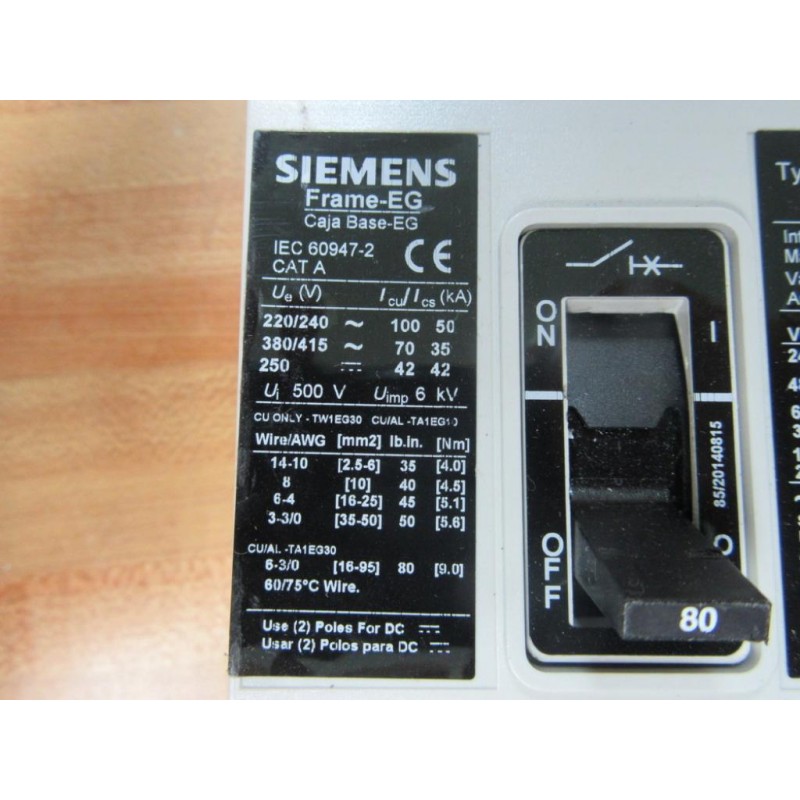 SIEMENS
Frame-EG
Caja Base-EG
IEC 60947-2
CAT A
CE
Ue (V) Icu/Ics (kA)
220/240 ~ 100 50
380/415 ~ 70 35
250 ⎓ 42 42
Ui 500 V Uimp 6 kV
CU ONLY - TW1EG30 CU/AL -TA1EG10
Wire/AWG [mm2] lb.in. [Nm]
14-10 [2.5-6] 35 [4.0]
8 [10] 40 [4.5]
6-4 [16-25] 45 [5.1]
3-3/0 [35-50] 50 [5.6]
CU/AL -TA1EG30
6-3/0 [16-95] 80 [9.0]
60/75°C Wire.
Use (2) Poles For DC ⎓
Usar (2) Polos para DC ⎓
ON
I
85/20140815
OFF
O
80
Ty
Int
Ma
Va
A
V
24